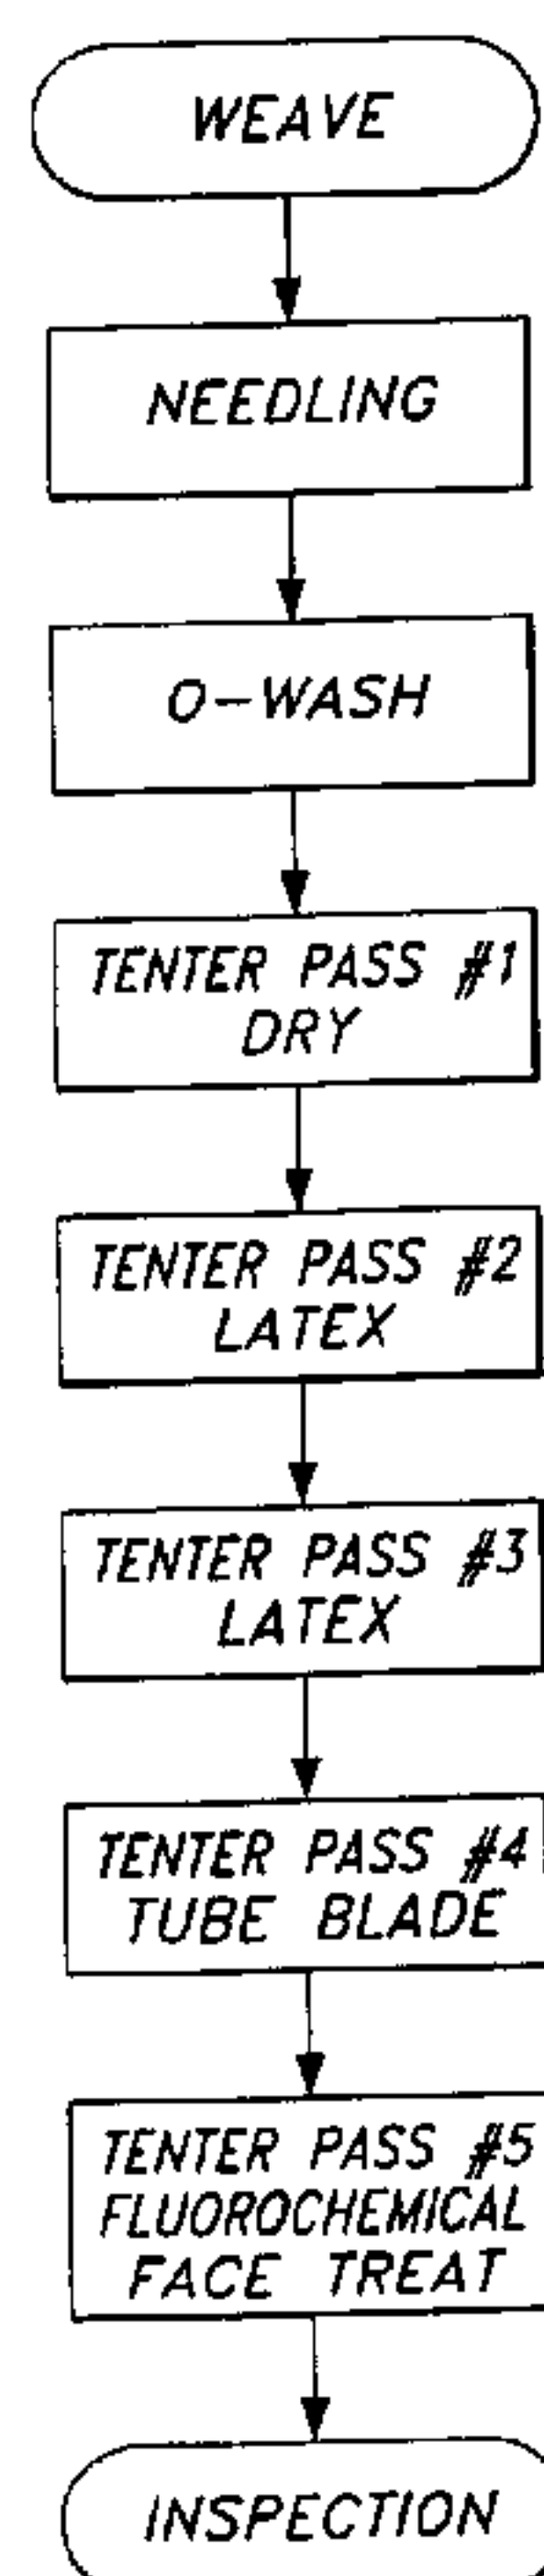 WEAVE
NEEDLING
O-WASH
TENTER PASS #1
DRY
TENTER PASS #2
LATEX
TENTER PASS #3
LATEX
TENTER PASS #4
TUBE BLADE
TENTER PASS #5
FLUOROCHEMICAL
FACE TREAT
INSPECTION